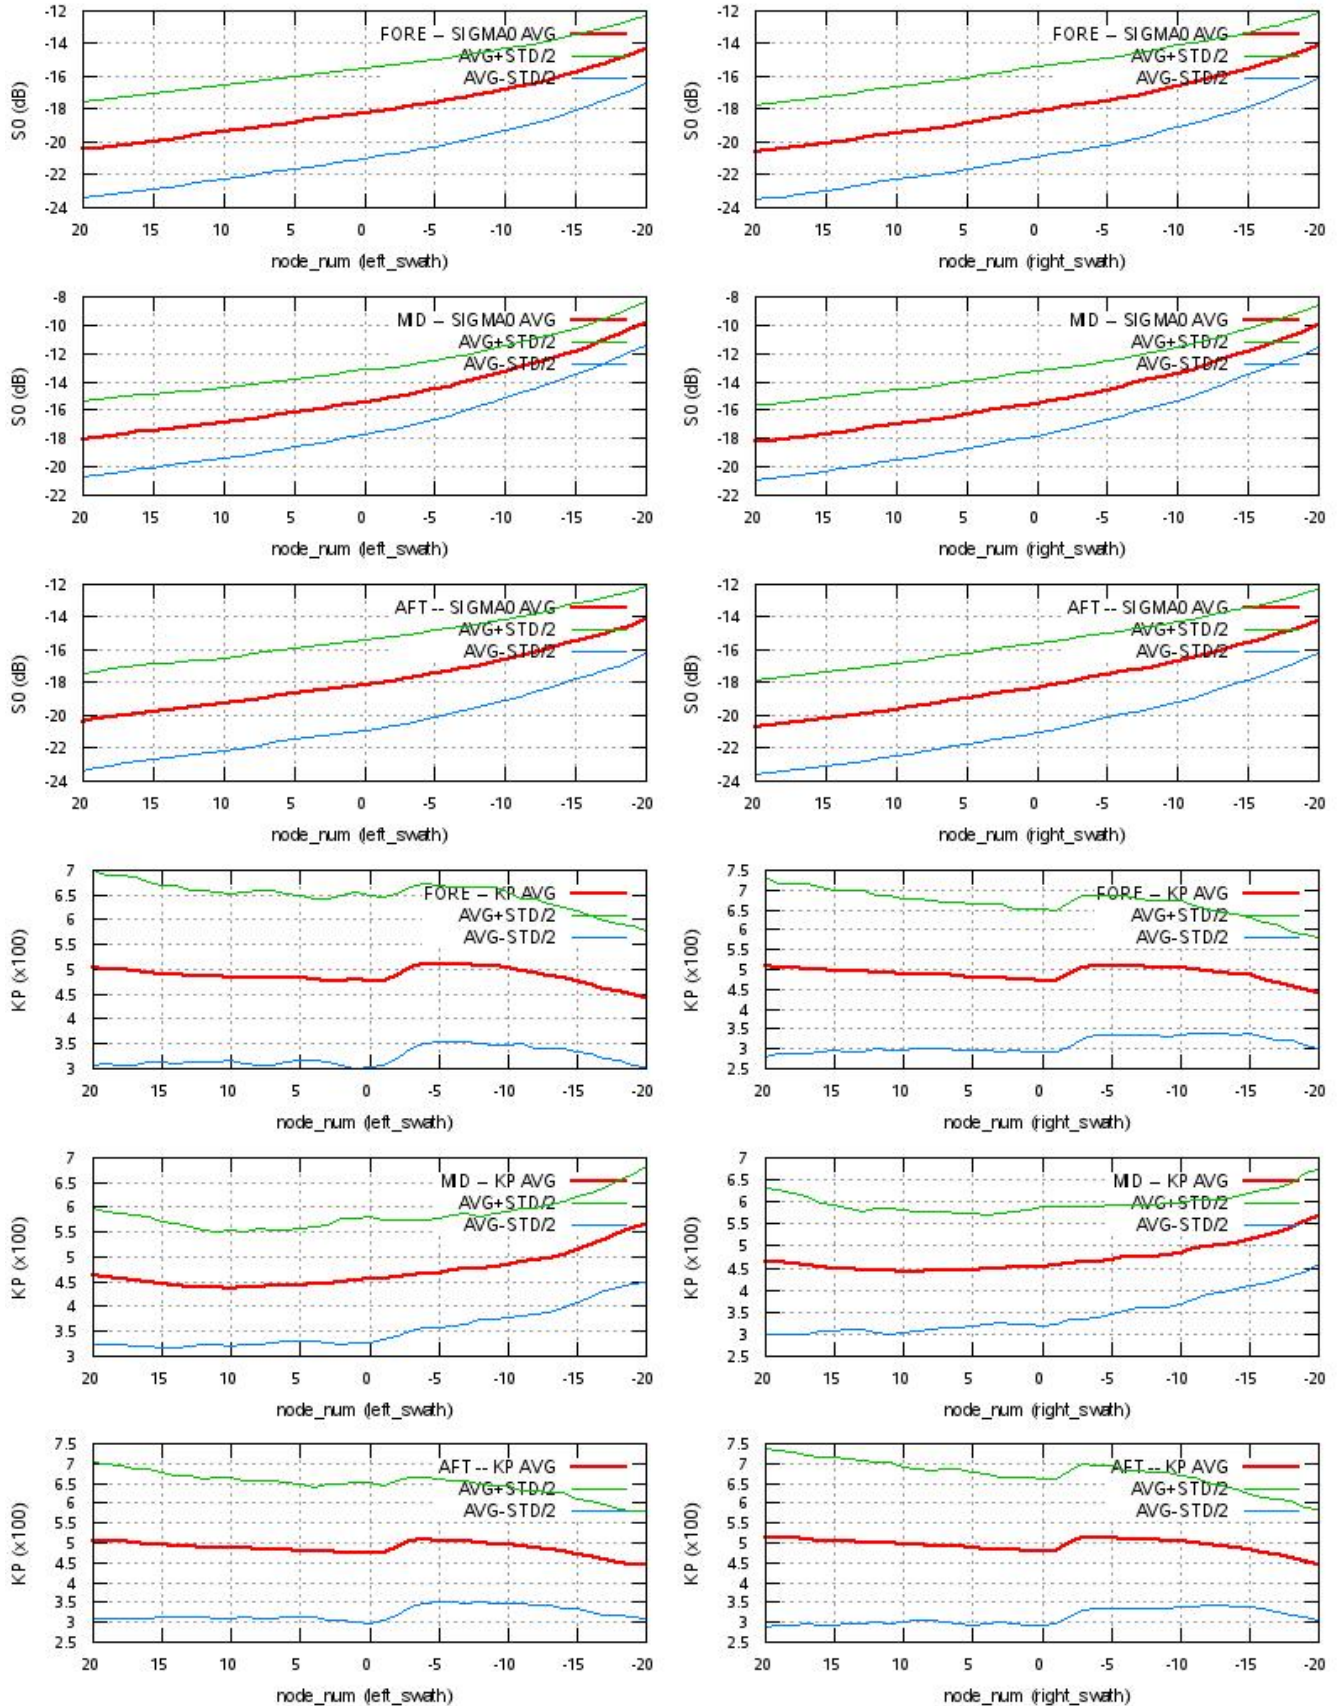 -12
-14
-16
-18
-20
-22
-24
S0 (dB)
FORE -- SIGMA0 AVG
AVG+STD/2
AVG-STD/2
20 15 10 5 0 -5 -10 -15 -20
node_num (left_swath)
-12
-14
-16
-18
-20
-22
-24
S0 (dB)
FORE -- SIGMA0 AVG
AVG+STD/2
AVG-STD/2
20 15 10 5 0 -5 -10 -15 -20
node_num (right_swath)
-8
-10
-12
-14
-16
-18
-20
-22
S0 (dB)
MID -- SIGMA0 AVG
AVG+STD/2
AVG-STD/2
20 15 10 5 0 -5 -10 -15 -20
node_num (left_swath)
-8
-10
-12
-14
-16
-18
-20
-22
S0 (dB)
MID -- SIGMA0 AVG
AVG+STD/2
AVG-STD/2
20 15 10 5 0 -5 -10 -15 -20
node_num (right_swath)
-12
-14
-16
-18
-20
-22
-24
S0 (dB)
AFT -- SIGMA0 AVG
AVG+STD/2
AVG-STD/2
20 15 10 5 0 -5 -10 -15 -20
node_num (left_swath)
-12
-14
-16
-18
-20
-22
-24
S0 (dB)
AFT -- SIGMA0 AVG
AVG+STD/2
AVG-STD/2
20 15 10 5 0 -5 -10 -15 -20
node_num (right_swath)
7
6.5
6
5.5
5
4.5
4
3.5
3
KP (x100)
FORE -- KP AVG
AVG+STD/2
AVG-STD/2
20 15 10 5 0 -5 -10 -15 -20
node_num (left_swath)
7.5
7
6.5
6
5.5
5
4.5
4
3.5
3
2.5
KP (x100)
FORE -- KP AVG
AVG+STD/2
AVG-STD/2
20 15 10 5 0 -5 -10 -15 -20
node_num (right_swath)
7
6.5
6
5.5
5
4.5
4
3.5
3
KP (x100)
MID -- KP AVG
AVG+STD/2
AVG-STD/2
20 15 10 5 0 -5 -10 -15 -20
node_num (left_swath)
7
6.5
6
5.5
5
4.5
4
3.5
3
2.5
KP (x100)
MID -- KP AVG
AVG+STD/2
AVG-STD/2
20 15 10 5 0 -5 -10 -15 -20
node_num (right_swath)
7.5
7
6.5
6
5.5
5
4.5
4
3.5
3
2.5
KP (x100)
AFT -- KP AVG
AVG+STD/2
AVG-STD/2
20 15 10 5 0 -5 -10 -15 -20
node_num (left_swath)
7.5
7
6.5
6
5.5
5
4.5
4
3.5
3
2.5
KP (x100)
AFT -- KP AVG
AVG+STD/2
AVG-STD/2
20 15 10 5 0 -5 -10 -15 -20
node_num (right_swath)